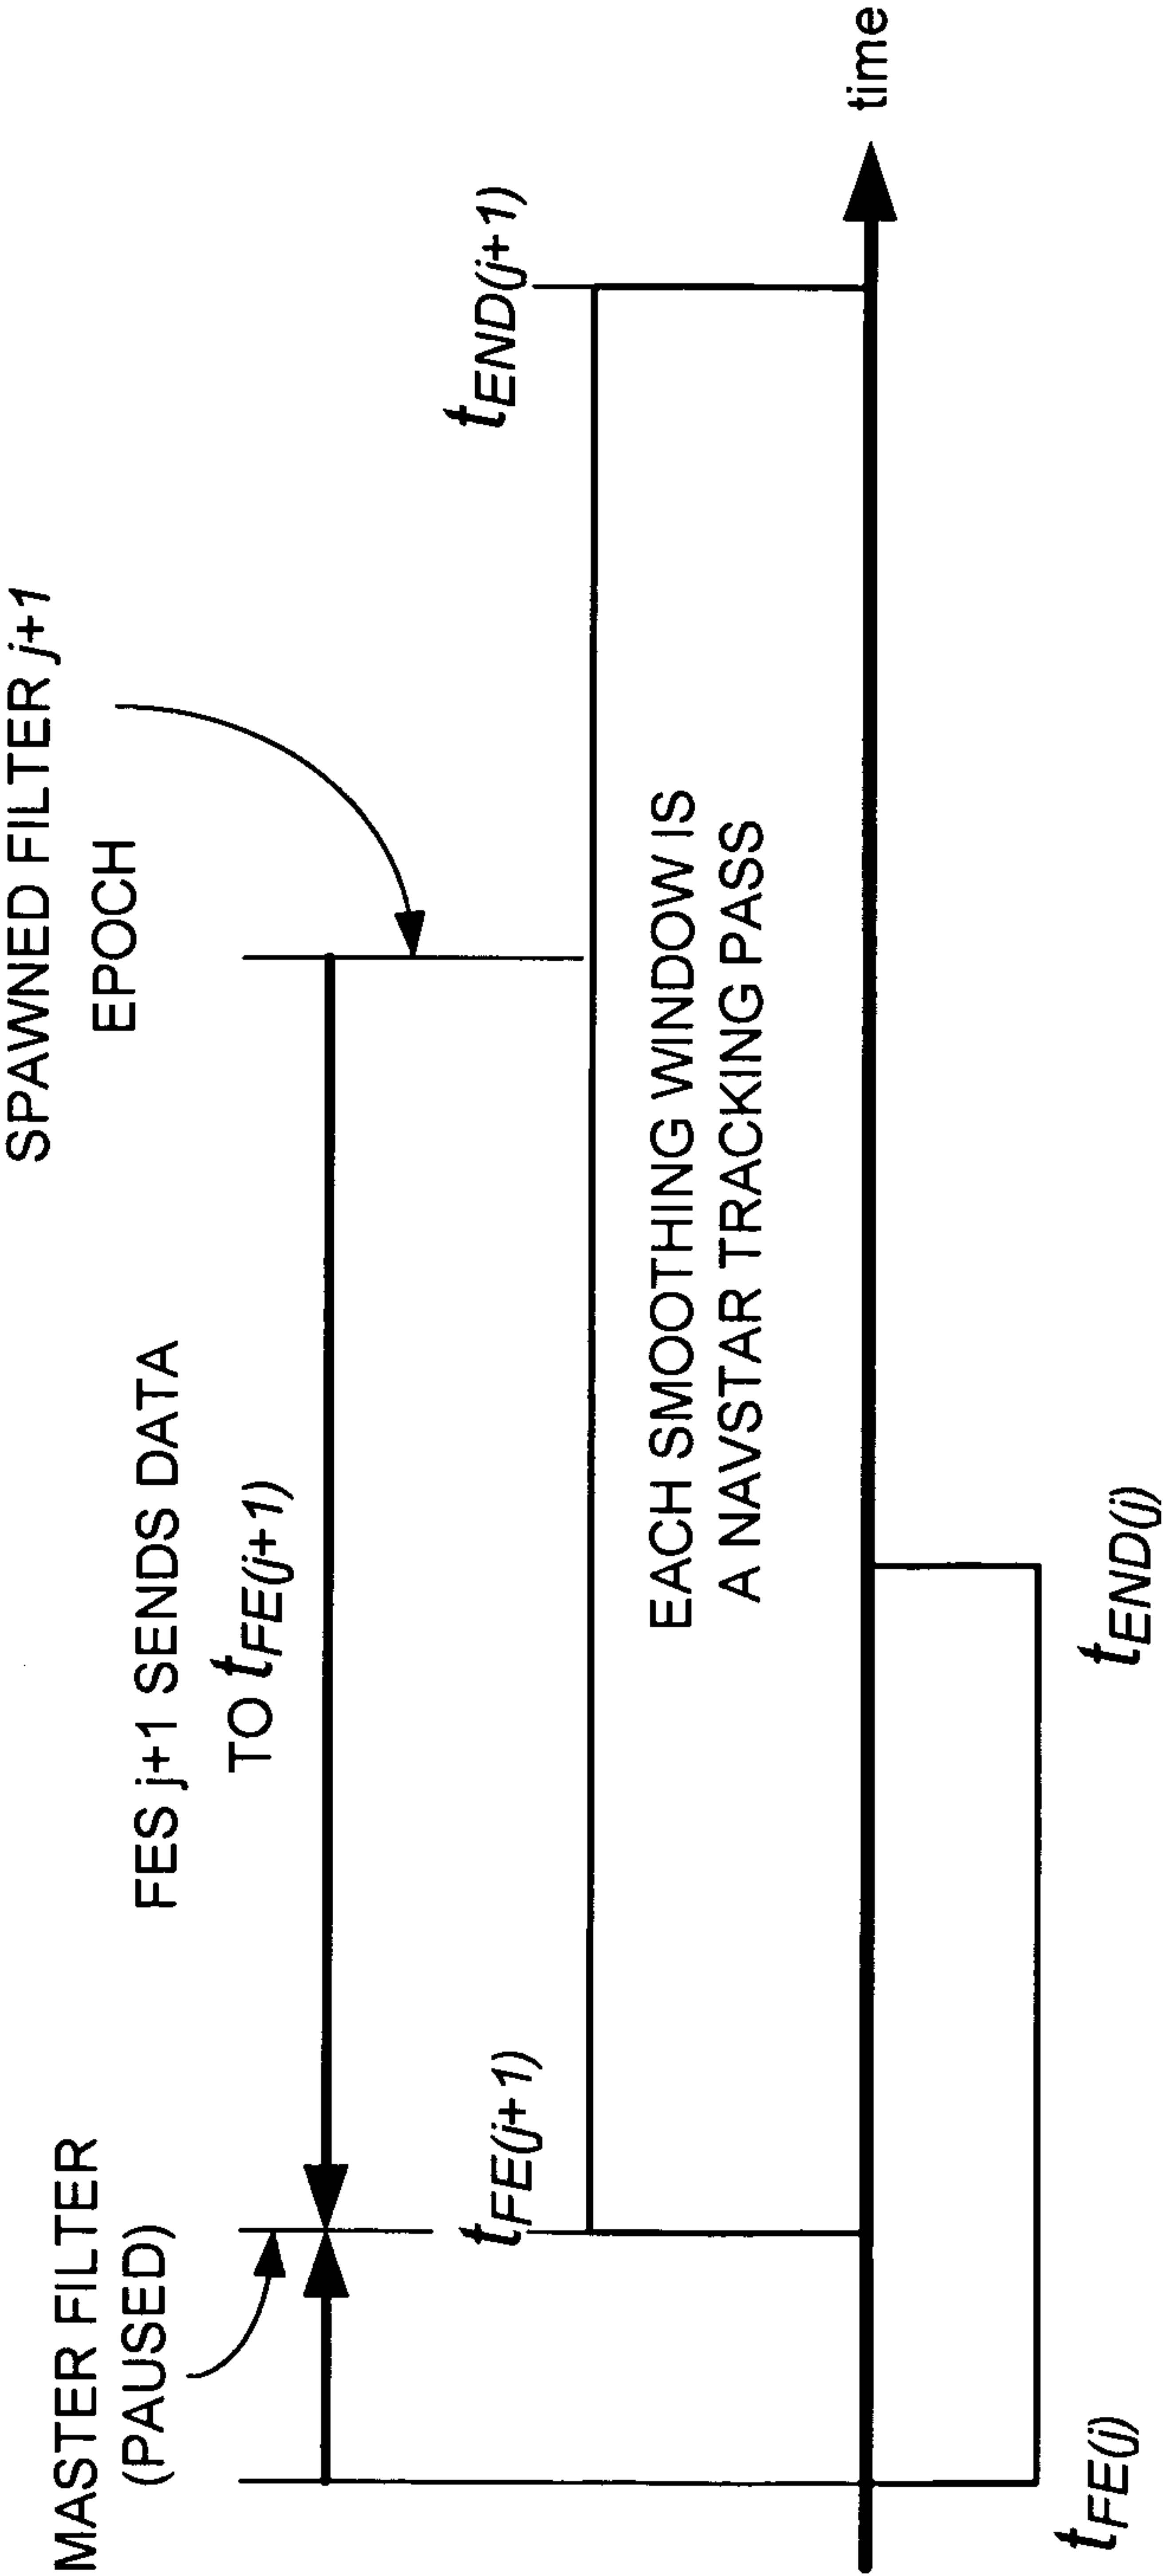 SPAWNED FILTER j+1
EPOCH
MASTER FILTER
(PAUSED)
FES j+1 SENDS DATA
TO tFE(j+1)
tFE(j+1)
tEND(j+1)
EACH SMOOTHING WINDOW IS
A NAVSTAR TRACKING PASS
time
tFE(j)
tEND(j)